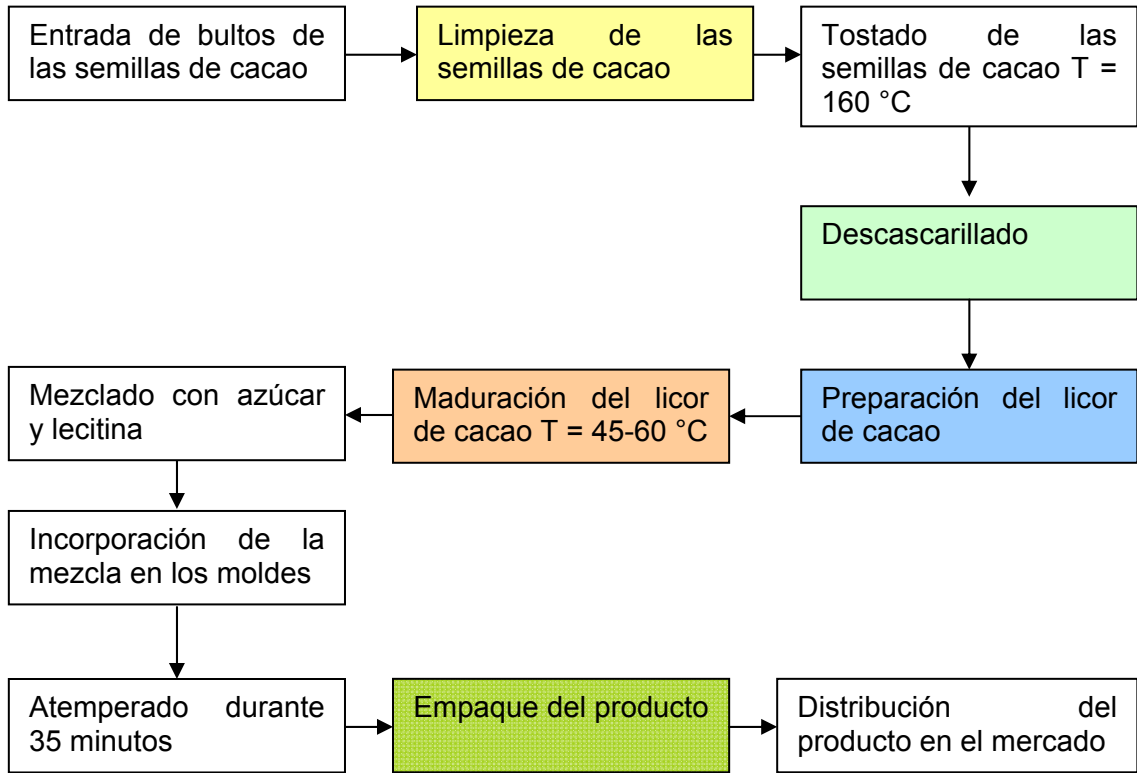 Entrada de bultos de
las semillas de cacao
Limpieza de las
semillas de cacao
Tostado de las
semillas de cacao T =
160 °C
Descascarillado
Preparación del licor
de cacao
Maduración del licor
de cacao T = 45-60 °C
Mezclado con azúcar
y lecitina
Incorporación de la
mezcla en los moldes
Atemperado durante
35 minutos
Empaque del producto
Distribución del
producto en el mercado